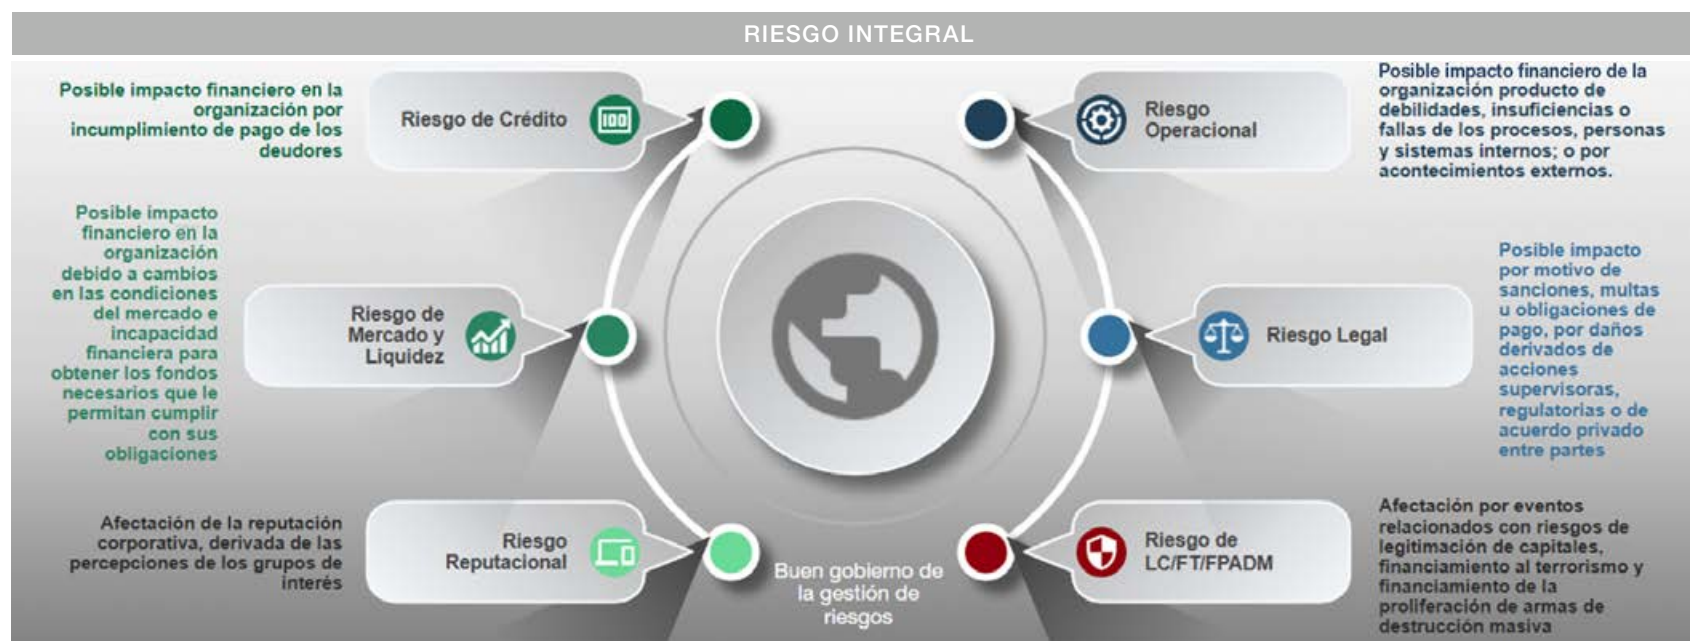 RIESGO INTEGRAL
Posible impacto financiero en la
organización por
incumplimiento de pago de los
deudores
Riesgo de Crédito
100
Posible impacto
financiero en la
organización
debido a cambios
en las condiciones
del mercado e
incapacidad
financiera para
obtener los fondos
necesarios que le
permitan cumplir
con sus
obligaciones
Riesgo de
Mercado y
Liquidez
Afectación de la reputación
corporativa, derivada de las
percepciones de los grupos de
interés
Riesgo
Reputacional
Buen gobierno de
la gestión de
riesgos
Riesgo
Operacional
Posible impacto financiero de la
organización producto de
debilidades, insuficiencias o
fallas de los procesos, personas
y sistemas internos; o por
acontecimientos externos.
Riesgo Legal
Posible impacto
por motivo de
sanciones, multas
u obligaciones de
pago, por daños
derivados de
acciones
supervisoras,
regulatorias o de
acuerdo privado
entre partes
Riesgo de
LC/FT/FPADM
Afectación por eventos
relacionados con riesgos de
legitimación de capitales,
financiamiento al terrorismo y
financiamiento de la
proliferación de armas de
destrucción masiva